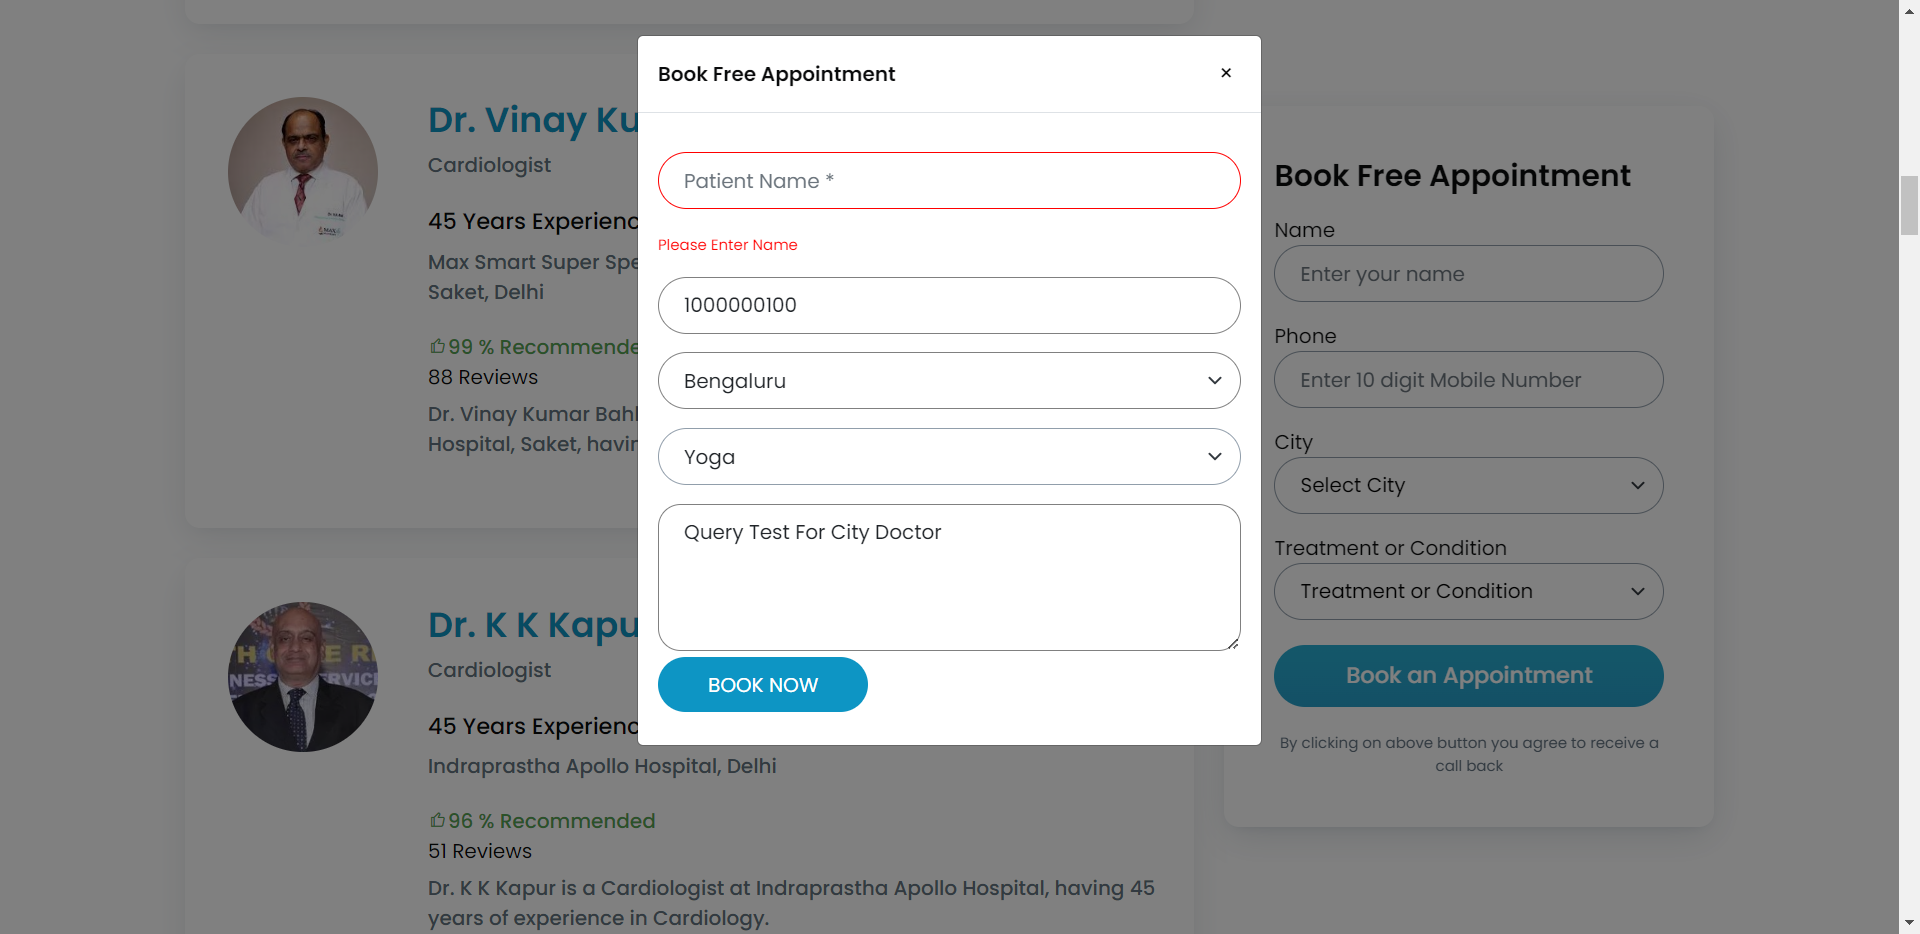 Book Free Appointment
×
Patient Name *
Please Enter Name
1000000100
Bengaluru
Yoga
Query Test For City Doctor
BOOK NOW
Dr. Vinay Ku
Cardiologist
45 Years Experienc
Max Smart Super Spe
Saket, Delhi
99 % Recommende
88 Reviews
Dr. Vinay Kumar Bahl
Hospital, Saket, havin
Dr. K K Kapu
Cardiologist
45 Years Experienc
Indraprastha Apollo Hospital, Delhi
96 % Recommended
51 Reviews
Dr. K K Kapur is a Cardiologist at Indraprastha Apollo Hospital, having 45
years of experience in Cardiology.
Book Free Appointment
Name
Enter your name
Phone
Enter 10 digit Mobile Number
City
Select City
Treatment or Condition
Treatment or Condition
Book an Appointment
By clicking on above button you agree to receive a
call back